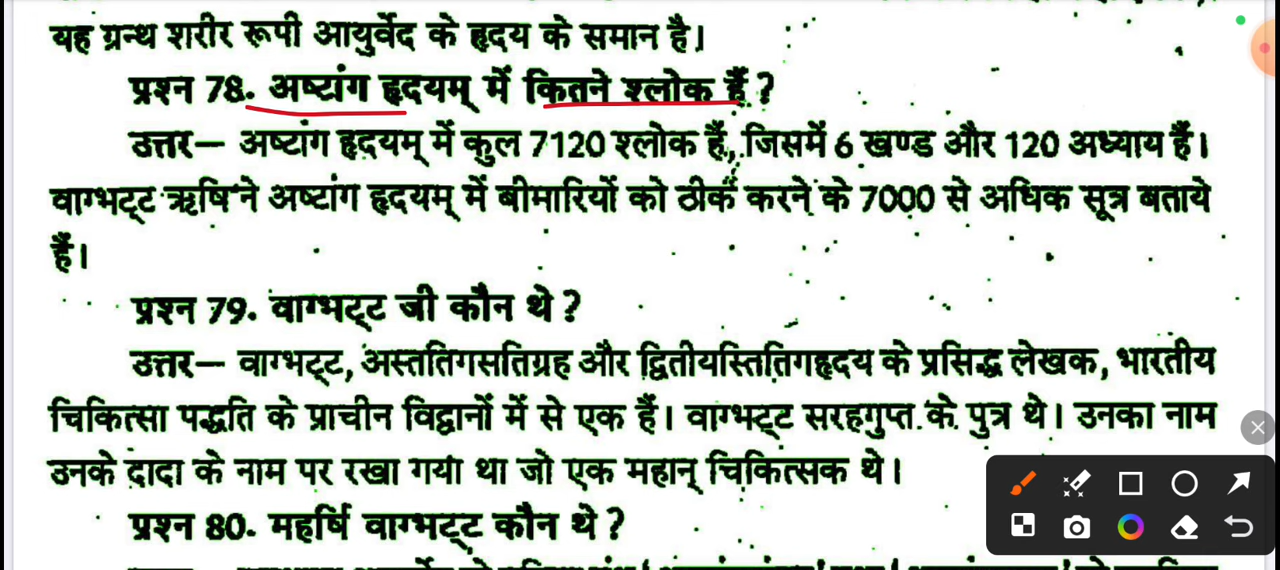 यह ग्रन्थ शरीर रूपी आयुर्वेद के हृदय के समान है।
प्रश्न 78. अष्टांग हृदयम् में कितने श्लोक हैं ?
उत्तर— अष्टांग हृदयम् में कुल 7120 श्लोक हैं, जिसमें 6 खण्ड और 120 अध्याय हैं।
वाग्भट्ट ऋषि ने अष्टांग हृदयम् में बीमारियों को ठीक करने के 7000 से अधिक सूत्र बताये
हैं।
प्रश्न 79. वाग्भट्ट जी कौन थे ?
उत्तर— वाग्भट्ट, अस्ततिगसतिग्रह और द्वितीयस्तितिगहृदय के प्रसिद्ध लेखक, भारतीय
चिकित्सा पद्धति के प्राचीन विद्वानों में से एक हैं। वाग्भट्ट सरहगुप्त के पुत्र थे। उनका नाम
उनके दादा के नाम पर रखा गया था जो एक महान् चिकित्सक थे।
प्रश्न 80. महर्षि वाग्भट्ट कौन थे ?